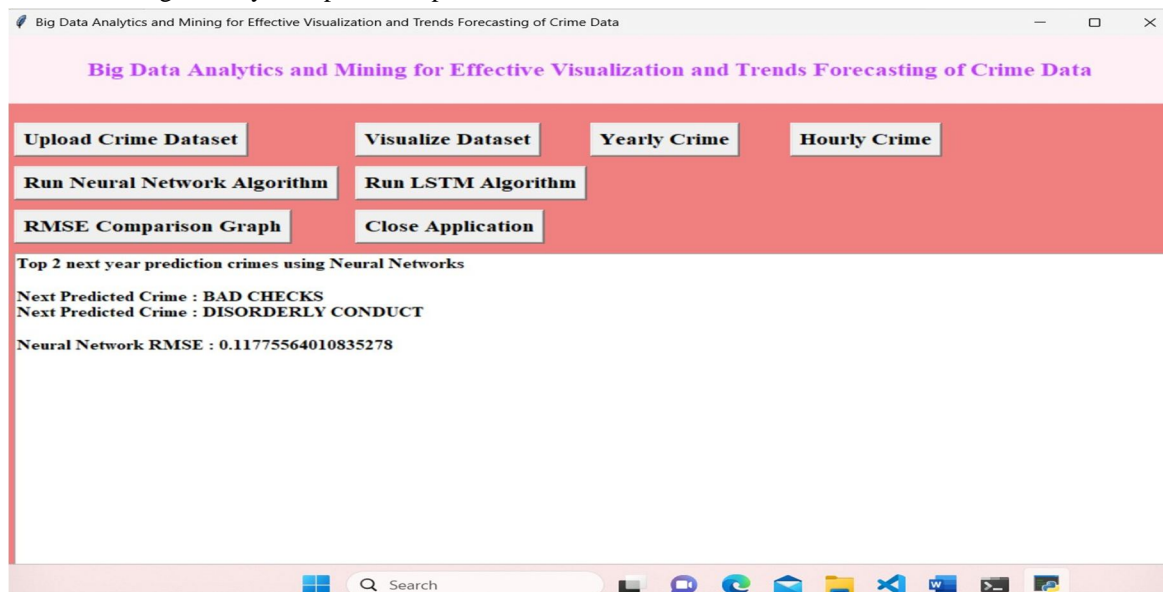 Big Data Analytics and Mining for Effective Visualization and Trends Forecasting of Crime Data
Big Data Analytics and Mining for Effective Visualization and Trends Forecasting of Crime Data
Upload Crime Dataset Visualize Dataset Yearly Crime Hourly Crime
Run Neural Network Algorithm Run LSTM Algorithm
RMSE Comparison Graph Close Application
Top 2 next year prediction crimes using Neural Networks
Next Predicted Crime : BAD CHECKS
Next Predicted Crime : DISORDERLY CONDUCT
Neural Network RMSE : 0.11775564010835278
Search